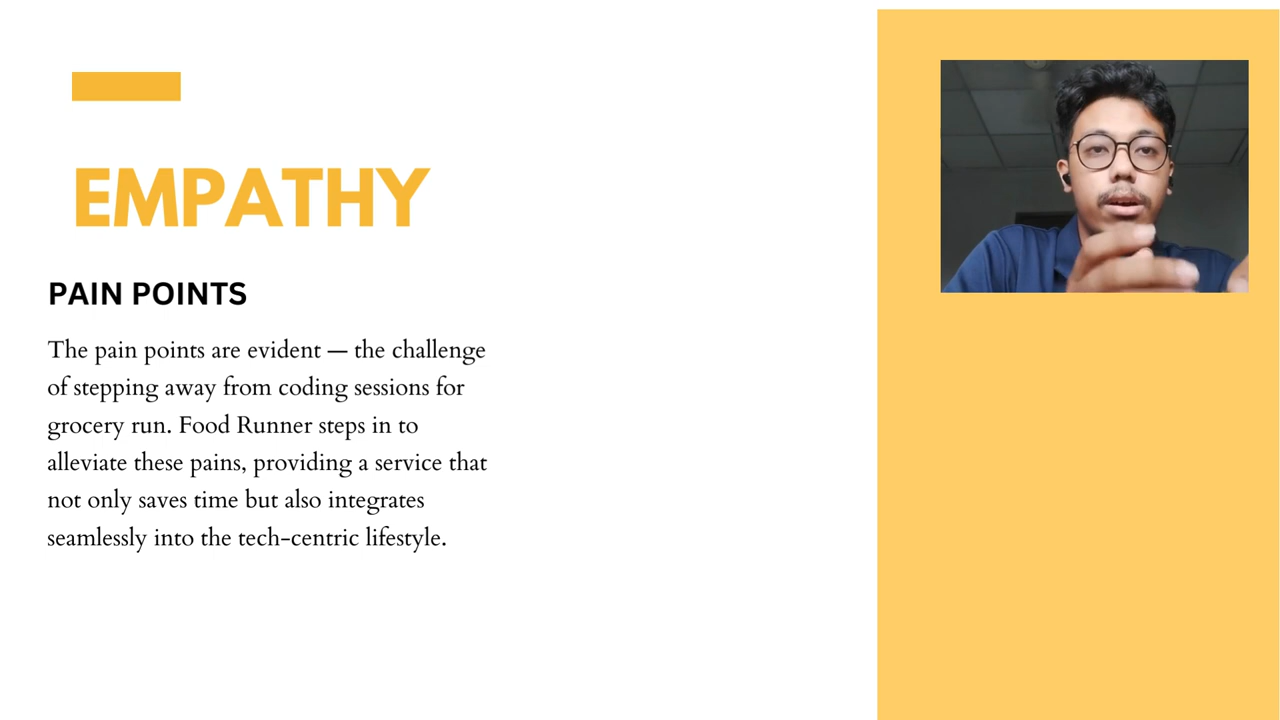 EMPATHY
PAIN POINTS
The pain points are evident — the challenge
of stepping away from coding sessions for
grocery run. Food Runner steps in to
alleviate these pains, providing a service that
not only saves time but also integrates
seamlessly into the tech-centric lifestyle.